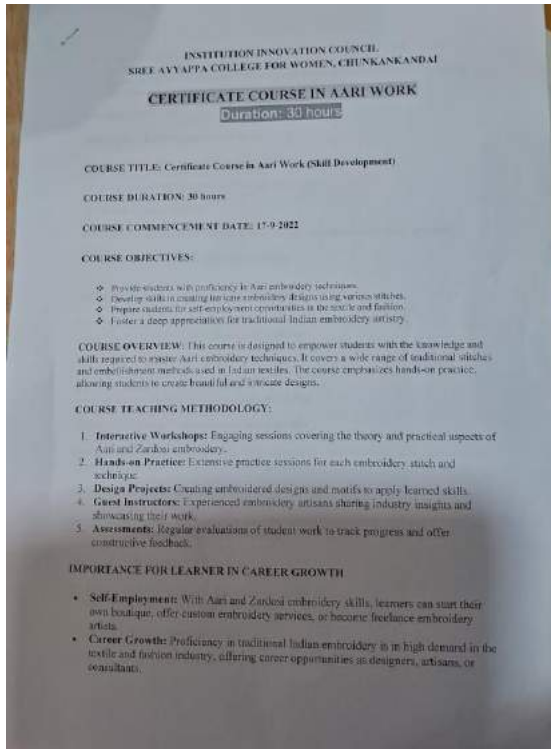 INSTITUTION INNOVATION COUNCIL
SREE AYYAPPA COLLEGE FOR WOMEN, CHUNKANKANDAI
CERTIFICATE COURSE IN AARI WORK
Duration: 30 hours
COURSE TITLE: Certificate Course in Aari Work (Skill Development)
COURSE DURATION: 30 hours
COURSE COMMENCEMENT DATE: 17-9-2022
COURSE OBJECTIVES:
❖ Provide students with proficiency in Aari embroidery techniques.
❖ Develop skills in creating intricate embroidery designs using various stitches.
❖ Prepare students for self-employment opportunities in the textile and fashion.
❖ Foster a deep appreciation for traditional Indian embroidery artistry.
COURSE OVERVIEW: This course is designed to empower students with the knowledge and
skills required to master Aari embroidery techniques. It covers a wide range of traditional stitches
and embellishment methods used in Indian textiles. The course emphasizes hands-on practice,
allowing students to create beautiful and intricate designs.
COURSE TEACHING METHODOLOGY:
1. Interactive Workshops: Engaging sessions covering the theory and practical aspects of
Aari and Zardosi embroidery.
2. Hands-on Practice: Extensive practice sessions for each embroidery stitch and
technique.
3. Design Projects: Creating embroidered designs and motifs to apply learned skills.
4. Guest Instructors: Experienced embroidery artisans sharing industry insights and
showcasing their work.
5. Assessments: Regular evaluations of student work to track progress and offer
constructive feedback.
IMPORTANCE FOR LEARNER IN CAREER GROWTH
• Self-Employment: With Aari and Zardosi embroidery skills, learners can start their
own boutique, offer custom embroidery services, or become freelance embroidery
artists.
• Career Growth: Proficiency in traditional Indian embroidery is in high demand in the
textile and fashion industry, offering career opportunities as designers, artisans, or
consultants.